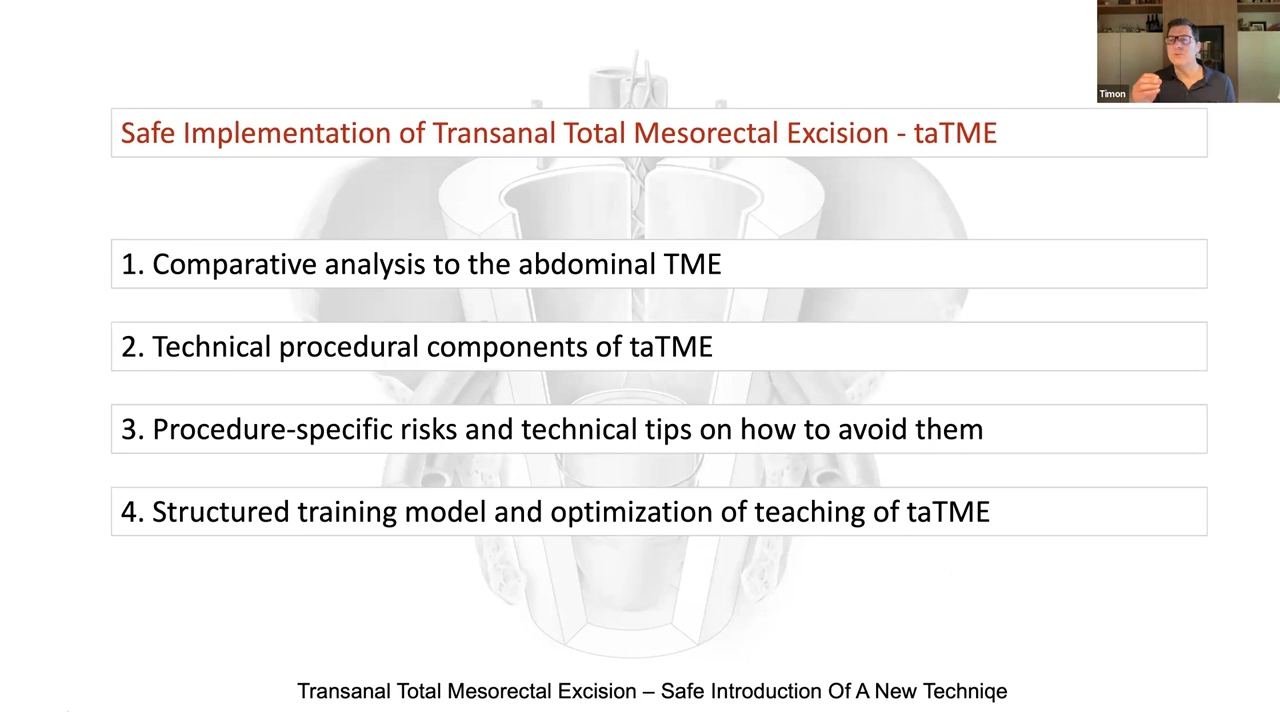 Timon
Safe Implementation of Transanal Total Mesorectal Excision - taTME
1. Comparative analysis to the abdominal TME
2. Technical procedural components of taTME
3. Procedure-specific risks and technical tips on how to avoid them
4. Structured training model and optimization of teaching of taTME
Transanal Total Mesorectal Excision – Safe Introduction Of A New Techniqe